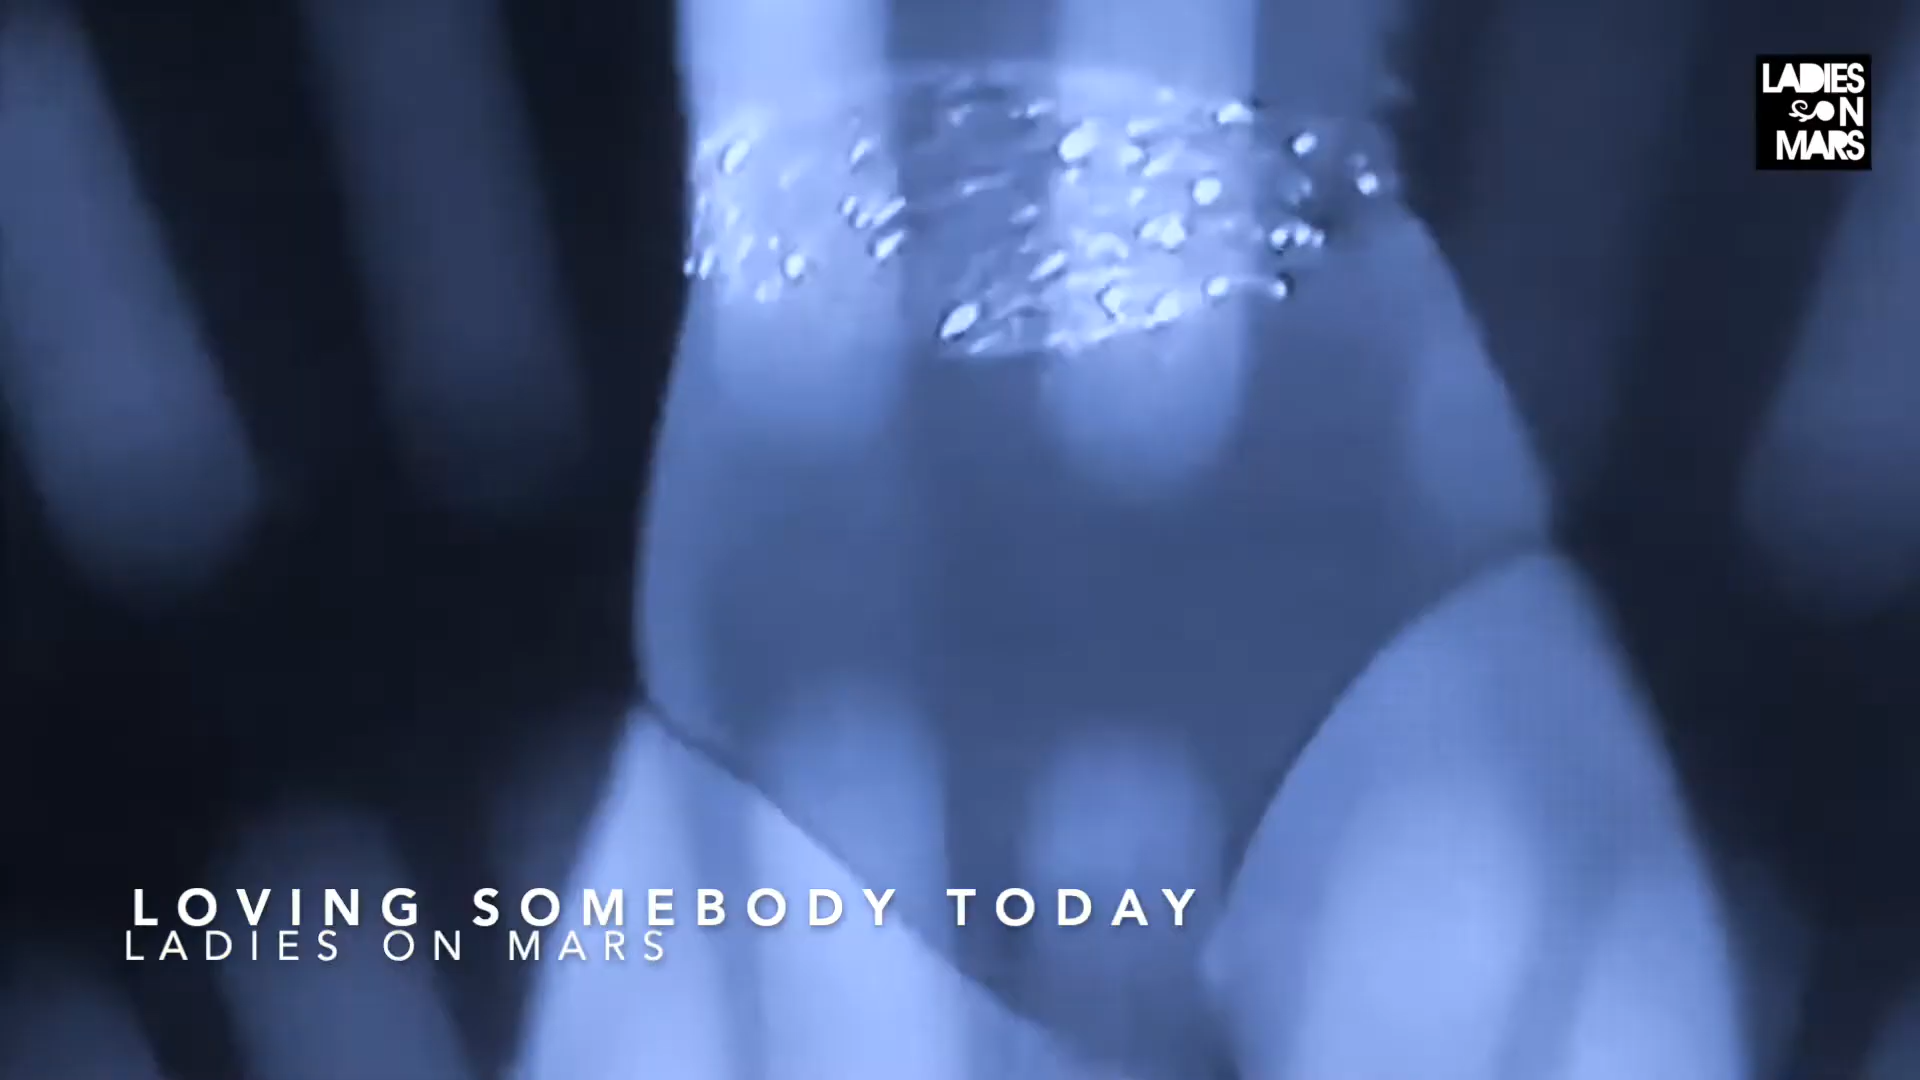 LADIES
ON
MARS
LOVING SOMEBODY TODAY
LADIES ON MARS